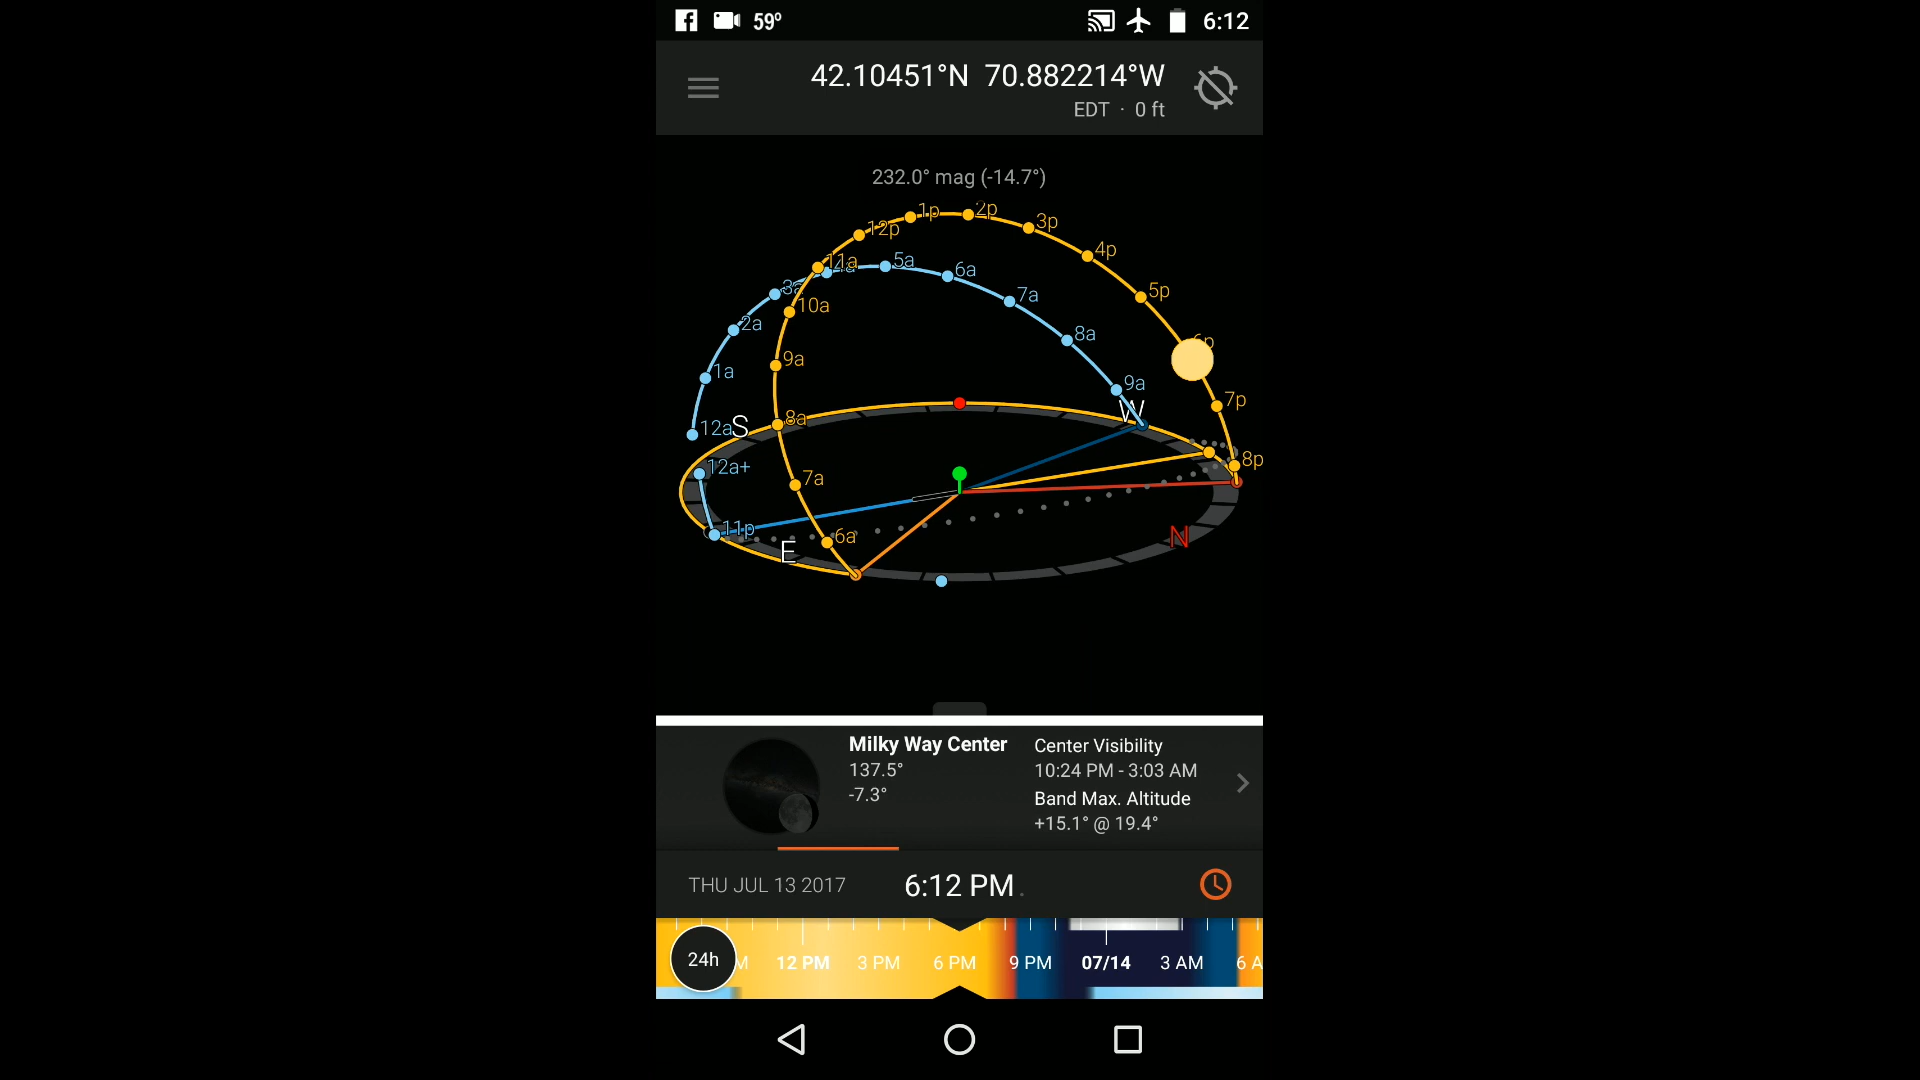 59° 6:12
42.10451°N 70.882214°W
EDT · 0 ft
232.0° mag (-14.7°)
1p 2p
12p 3p
4p
11a 5a
6a
3a 10a 7a 5p
2a 8a 6p
9a
1a 9a
7p
12a S 8a W
12a+ 8p
7a
11p 6a N
E
Milky Way Center
137.5°
-7.3°
Center Visibility
10:24 PM - 3:03 AM
Band Max. Altitude
+15.1° @ 19.4°
THU JUL 13 2017 6:12 PM.
24h M 12 PM 3 PM 6 PM 9 PM 07/14 3 AM 6 A